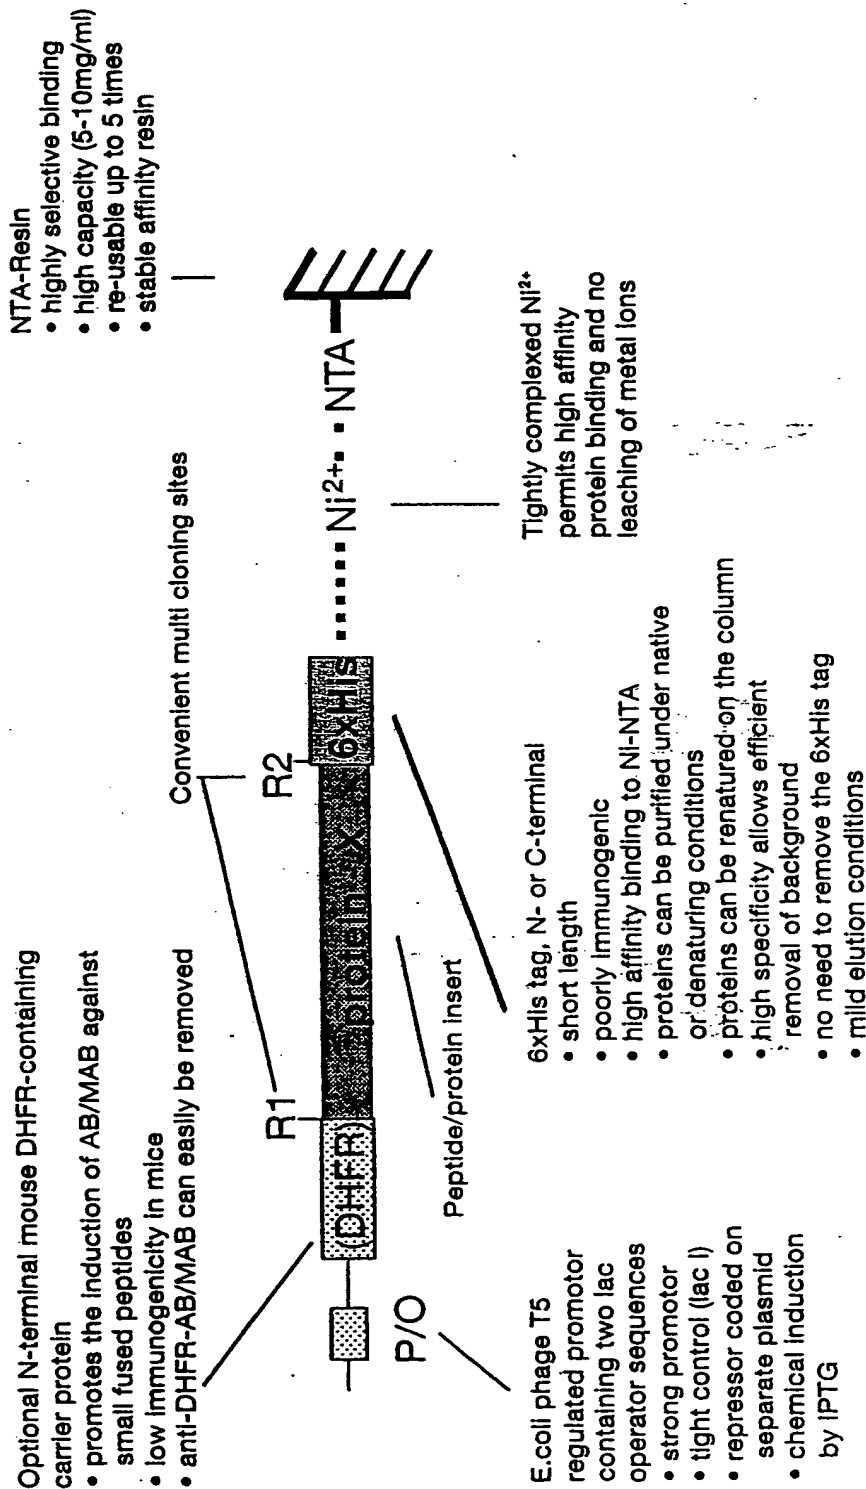 Optional N-terminal mouse DHFR-containing
carrier protein
• promotes the induction of AB/MAB against
small fused peptides
• low immunogenicity in mice
• anti-DHFR-AB/MAB can easily be removed
Convenient multi cloning sites
NTA-Resin
• highly selective binding
• high capacity (5-10mg/ml)
• re-usable up to 5 times
• stable affinity resin
R1
R2
P/O
(DHFR)
protein x
6xHis
Ni2+
NTA
Peptide/protein insert
E.coli phage T5
regulated promotor
containing two lac
operator sequences
• strong promotor
• tight control (lac I)
• repressor coded on
separate plasmid
• chemical induction
by IPTG
6xHis tag, N- or C-terminal
• short length
• poorly immunogenic
• high affinity binding to Ni-NTA
• proteins can be purified under native
or denaturing conditions
• proteins can be renatured on the column
• high specificity allows efficient
removal of background
• no need to remove the 6xHis tag
• mild elution conditions
Tightly complexed Ni2+
permits high affinity
protein binding and no
leaching of metal ions